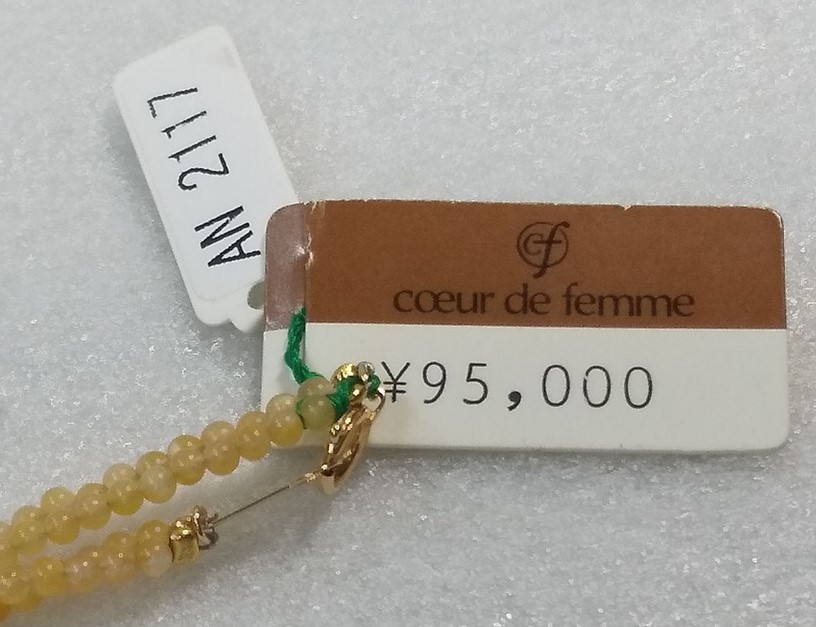 AN 2117
cf
cœur de femme
¥95,000